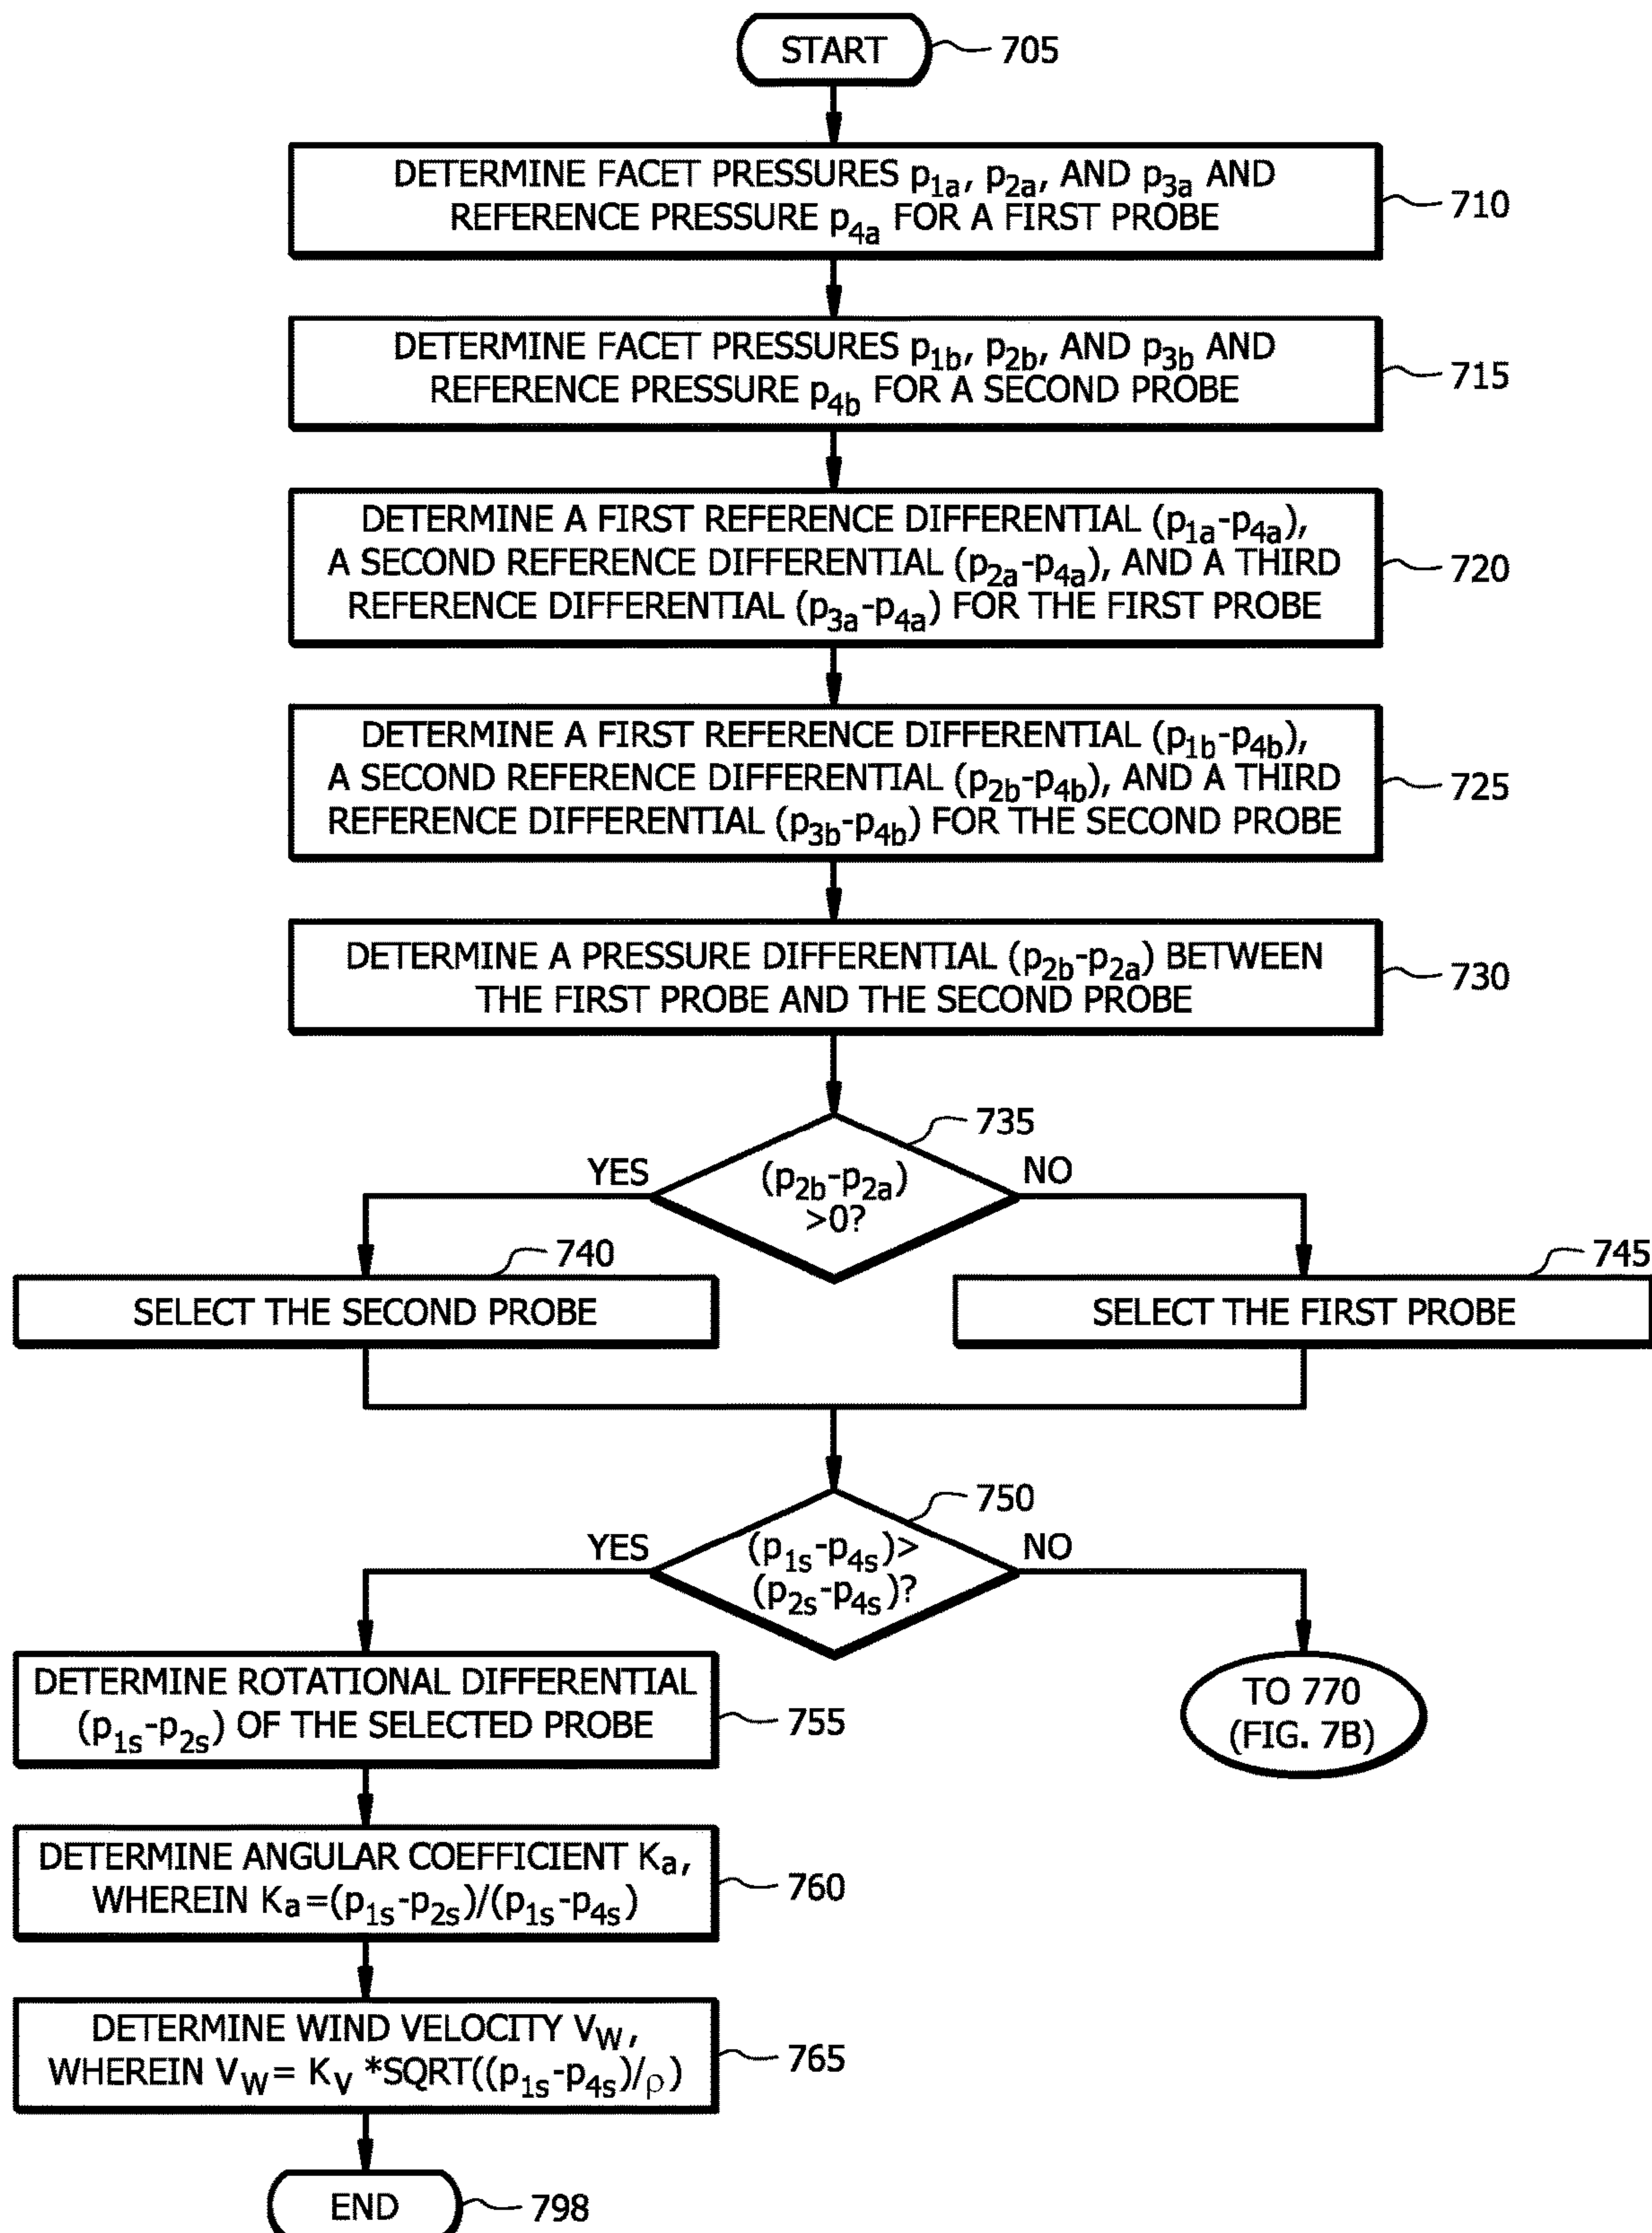 START
705
DETERMINE FACET PRESSURES p1a, p2a, AND p3a AND
REFERENCE PRESSURE p4a FOR A FIRST PROBE
710
DETERMINE FACET PRESSURES p1b, p2b, AND p3b AND
REFERENCE PRESSURE p4b FOR A SECOND PROBE
715
DETERMINE A FIRST REFERENCE DIFFERENTIAL (p1a-p4a),
A SECOND REFERENCE DIFFERENTIAL (p2a-p4a), AND A THIRD
REFERENCE DIFFERENTIAL (p3a-p4a) FOR THE FIRST PROBE
720
DETERMINE A FIRST REFERENCE DIFFERENTIAL (p1b-p4b),
A SECOND REFERENCE DIFFERENTIAL (p2b-p4b), AND A THIRD
REFERENCE DIFFERENTIAL (p3b-p4b) FOR THE SECOND PROBE
725
DETERMINE A PRESSURE DIFFERENTIAL (p2b-p2a) BETWEEN
THE FIRST PROBE AND THE SECOND PROBE
730
735
YES
(p2b-p2a)
>0?
NO
740
SELECT THE SECOND PROBE
745
SELECT THE FIRST PROBE
750
YES
(p1s-p4s)>
(p2s-p4s)?
NO
DETERMINE ROTATIONAL DIFFERENTIAL
(p1s-p2s) OF THE SELECTED PROBE
755
TO 770
(FIG. 7B)
DETERMINE ANGULAR COEFFICIENT Ka,
WHEREIN Ka=(p1s-p2s)/(p1s-p4s)
760
DETERMINE WIND VELOCITY VW,
WHEREIN VW= KV *SQRT((p1s-p4s)/ρ)
765
END
798